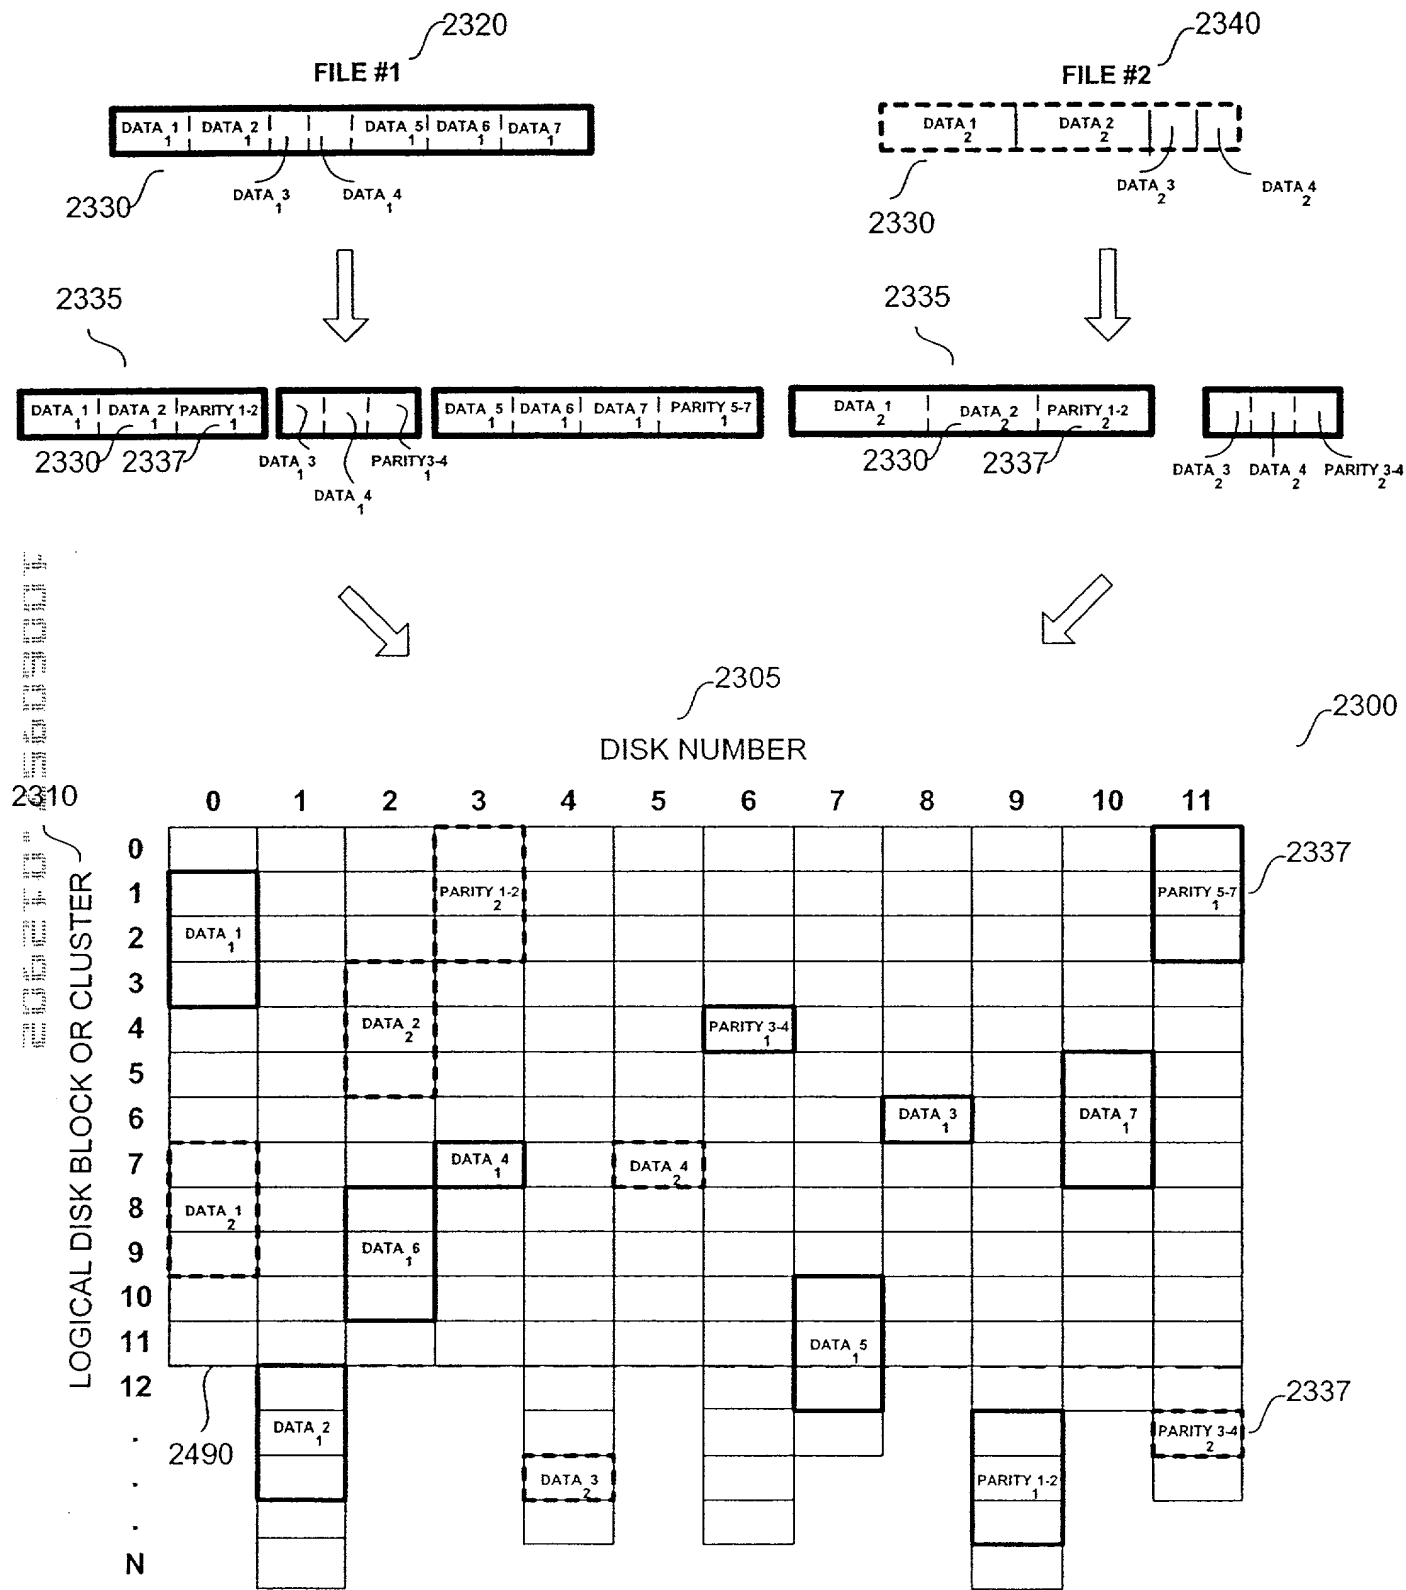 2320
2340
FILE #1
FILE #2
DATA 1 1 DATA 2 1 DATA 5 1 DATA 6 1 DATA 7 1
DATA 1 2 DATA 2 2
DATA 3 1 DATA 4 1
DATA 3 2 DATA 4 2
2330
2330
2335
2335
DATA 1 1 DATA 2 1 PARITY 1-2 1
DATA 5 1 DATA 6 1 DATA 7 1 PARITY 5-7 1
DATA 1 2 DATA 2 2 PARITY 1-2 2
2330 2337
DATA 3 1 PARITY 3-4 1
DATA 4 1
2330 2337
DATA 3 2 DATA 4 2 PARITY 3-4 2
2305
2300
DISK NUMBER
2310
0 1 2 3 4 5 6 7 8 9 10 11
LOGICAL DISK BLOCK OR CLUSTER
0
2337
1 PARITY 1-2 2 PARITY 5-7 1
2 DATA 1 1
3
4 DATA 2 2 PARITY 3-4 1
5
6 DATA 3 1 DATA 7 1
7 DATA 4 1 DATA 4 2
8 DATA 1 2
9 DATA 6 1
10
11 DATA 5 1
12
2337
. DATA 2 1 PARITY 3-4 2
2490
. DATA 3 2 PARITY 1-2 1
.
N